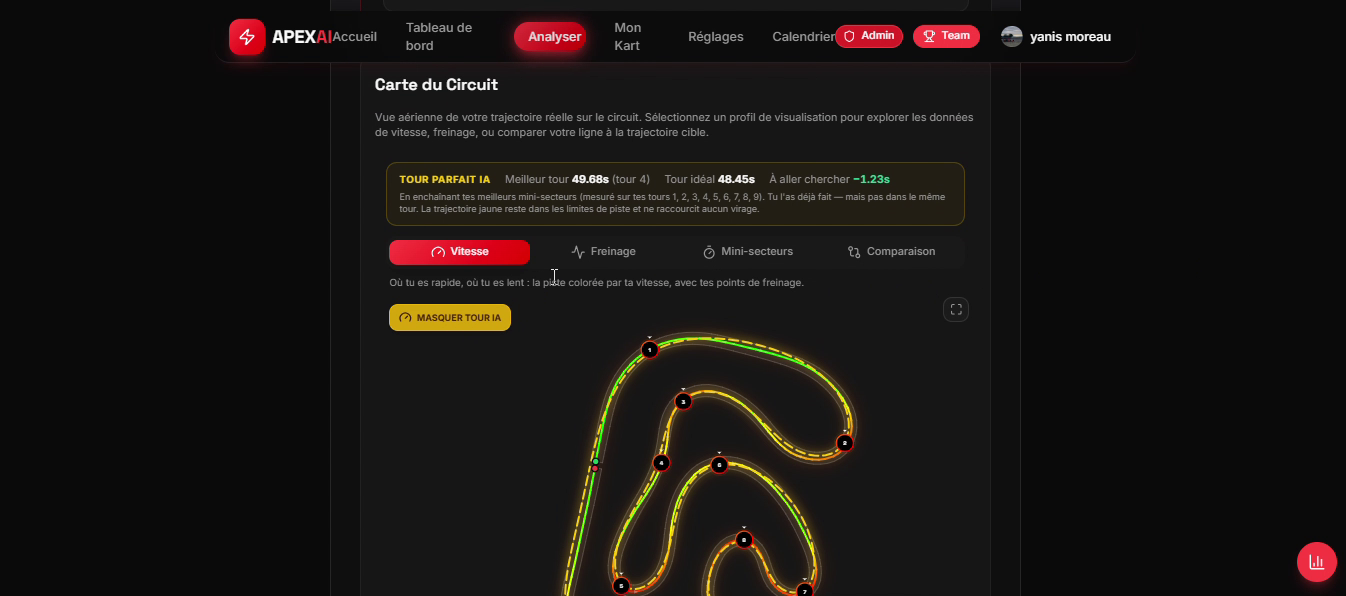 APEXAI
Accueil
Tableau de
bord
Analyser
Mon
Kart
Réglages
Calendrier
Admin
Team
yanis moreau
Carte du Circuit
Vue aérienne de votre trajectoire réelle sur le circuit. Sélectionnez un profil de visualisation pour explorer les données
de vitesse, freinage, ou comparer votre ligne à la trajectoire cible.
TOUR PARFAIT IA Meilleur tour 49.68s (tour 4) Tour idéal 48.45s À aller chercher −1.23s
En enchaînant tes meilleurs mini-secteurs (mesuré sur tes tours 1, 2, 3, 4, 5, 6, 7, 8, 9). Tu l'as déjà fait — mais pas dans le même
tour. La trajectoire jaune reste dans les limites de piste et ne raccourcit aucun virage.
Vitesse
Freinage
Mini-secteurs
Comparaison
Où tu es rapide, où tu es lent : la piste colorée par ta vitesse, avec tes points de freinage.
MASQUER TOUR IA
1
3
2
4
6
8
5
7